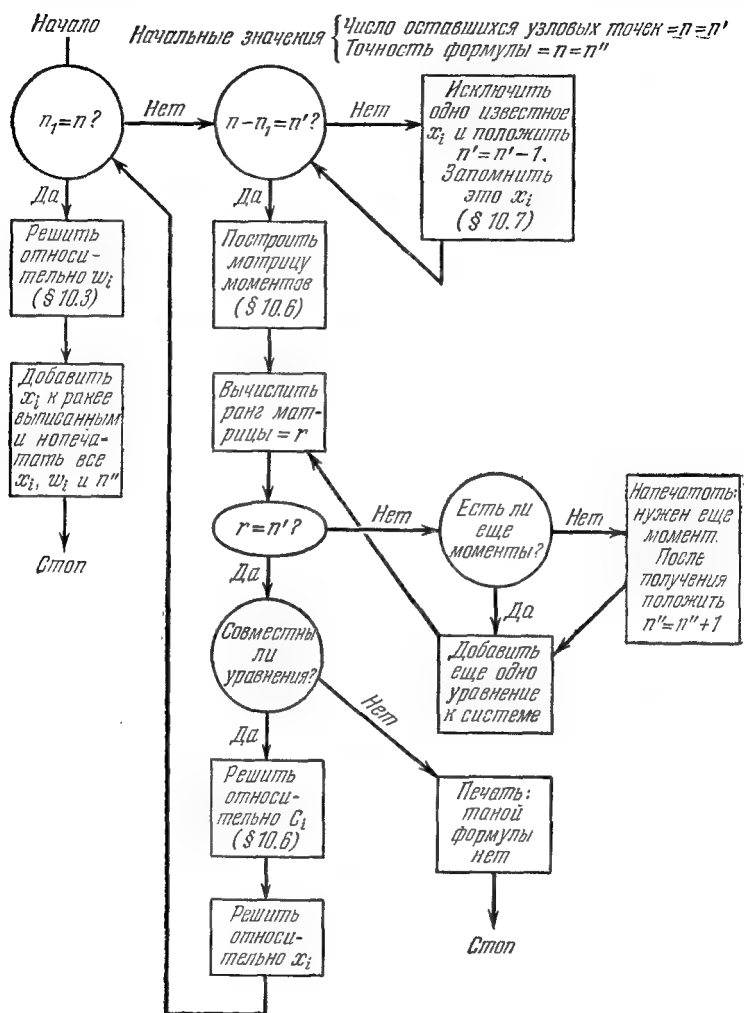 Начало
Начальные значения { Число оставшихся узловых точек = n = n'
Точность формулы = n = n"
n₁ = n?
Нет
n − n₁ = n'?
Нет
Исключить
одно известное
xᵢ и положить
n' = n' − 1.
Запомнить
это xᵢ
(§ 10.7)
Да
Решить
относи-
тельно wᵢ
(§ 10.3)
Да
Построить
матрицу
моментов
(§ 10.6)
Добавить
xᵢ к ракее
выписанным
и нопеча-
тать все
xᵢ, wᵢ и n"
Стоп
Вычислить
ранг мат-
рицы = r
r = n'?
Нет
Есть ли
еще
моменты?
Нет
Напечатоть:
нужен еще
момент.
После
получения
положить
n" = n" + 1
Да
Да
Добавить
еще одно
уравнение
к системе
Совместны
ли
уравнения?
Нет
Да
Решить
относи-
тельно Cᵢ
(§ 10.6)
Печать:
таной
формулы
нет
Стоп
Решить
относи-
тельно xᵢ